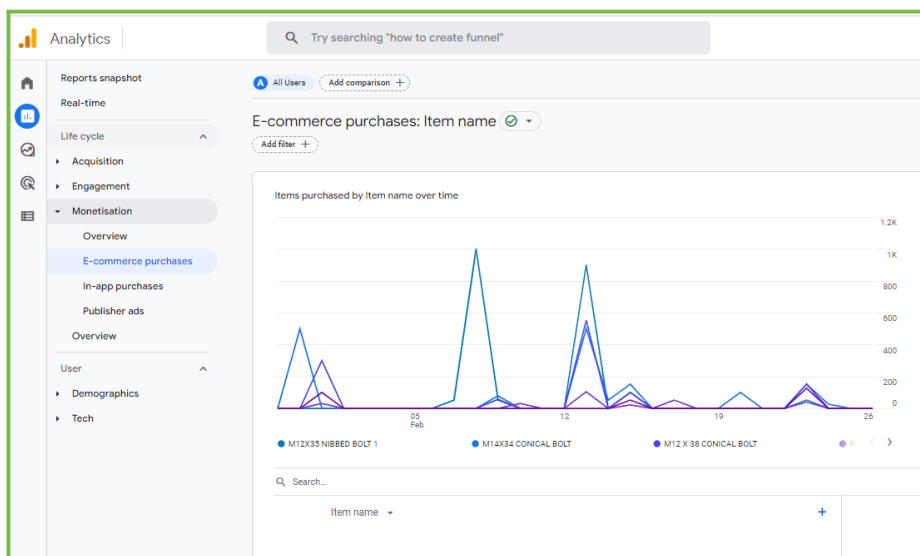 Analytics
Try searching "how to create funnel"
Reports snapshot
Real-time
Life cycle
Acquisition
Engagement
Monetisation
Overview
E-commerce purchases
In-app purchases
Publisher ads
Overview
User
Demographics
Tech
A All Users Add comparison +
E-commerce purchases: Item name
Add filter +
Items purchased by Item name over time
1.2K
1K
800
600
400
200
0
05 12 19 26
Feb
M12X35 NIBBED BOLT 1 M14X34 CONICAL BOLT M12 X 38 CONICAL BOLT
Search...
Item name +